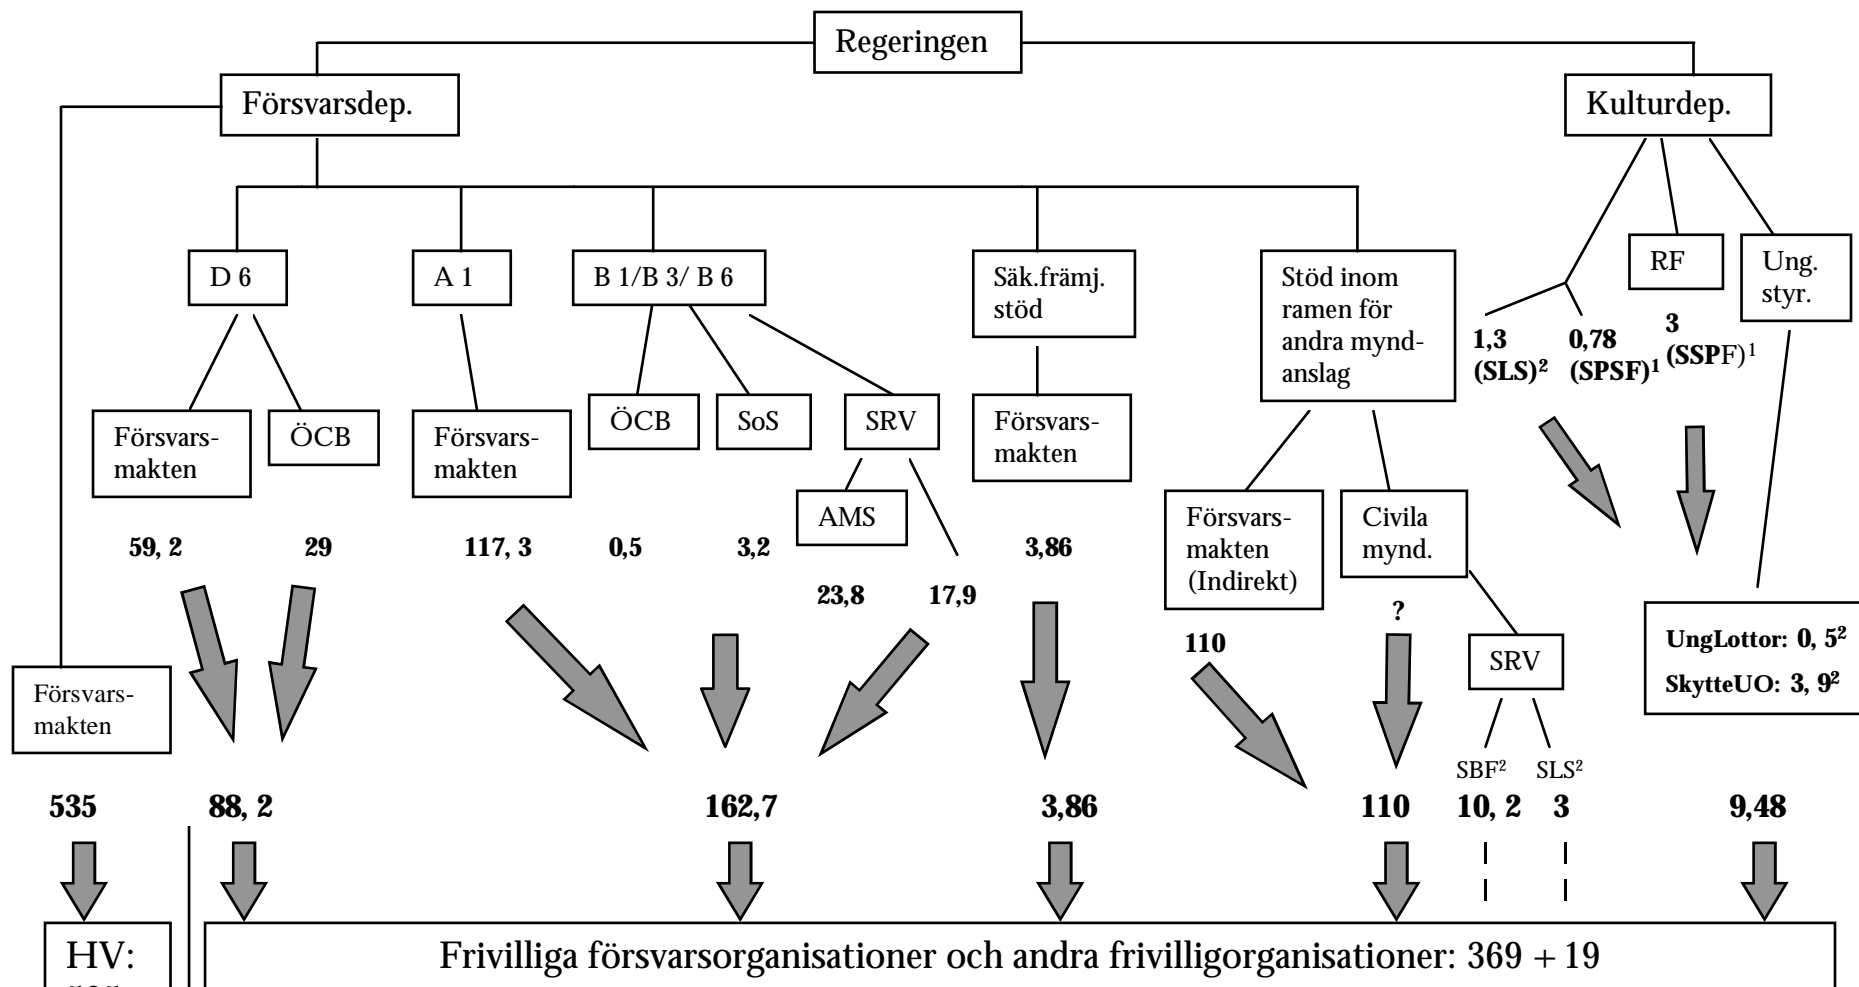 Regeringen
Försvarsdep.
Kulturdep.
D 6
A 1
B 1/B 3/ B 6
Säk.främj.
stöd
Stöd inom
ramen för
andra mynd-
anslag
RF
Ung.
styr.
1,3
(SLS)²
0,78
(SPSF)¹
3
(SSPF)¹
Försvars-
makten
ÖCB
Försvars-
makten
ÖCB
SoS
SRV
Försvars-
makten
AMS
Försvars-
makten
(Indirekt)
Civila
mynd.
59, 2
29
117, 3
0,5
3,2
23,8
17,9
3,86
110
?
SRV
UngLottor: 0, 5²
SkytteUO: 3, 9²
Försvars-
makten
SBF²
SLS²
535
88, 2
162,7
3,86
110
10, 2
3
9,48
HV:
Frivilliga försvarsorganisationer och andra frivilligorganisationer: 369 + 19